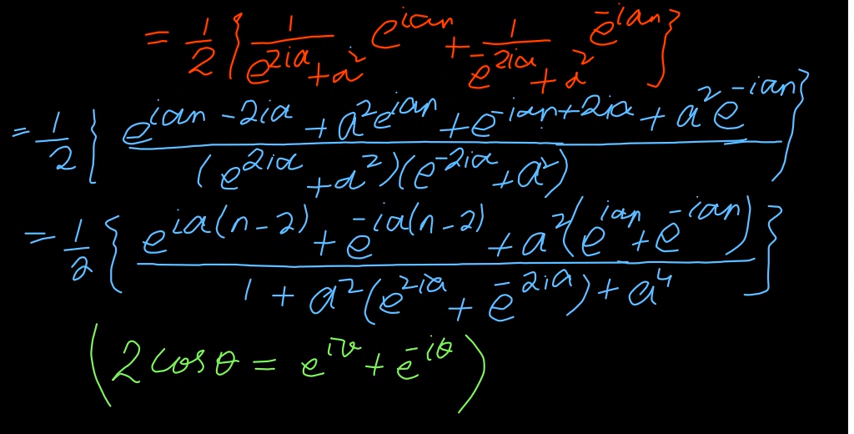 = 1/2 { 1/(e^{2ia} + a^2) e^{ian} + 1/(e^{-2ia} + a^2) e^{-ian} }
= 1/2 { (e^{ian - 2ia} + a^2 e^{ian} + e^{-ian + 2ia} + a^2 e^{-ian}) / ((e^{2ia} + a^2)(e^{-2ia} + a^2)) }
= 1/2 { (e^{ia(n-2)} + e^{-ia(n-2)} + a^2(e^{ian} + e^{-ian})) / (1 + a^2(e^{2ia} + e^{-2ia}) + a^4) }
(2 cos θ = e^{iθ} + e^{-iθ})